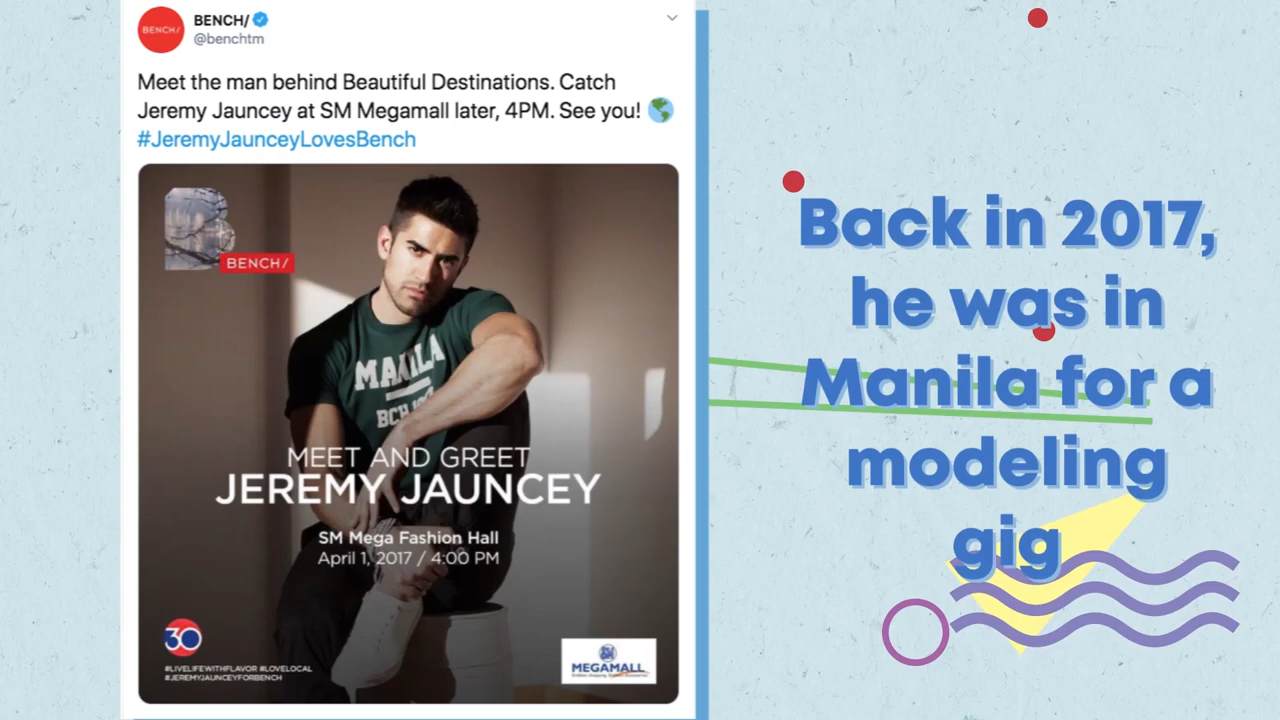 BENCH/
BENCH/
@benchtm
Meet the man behind Beautiful Destinations. Catch
Jeremy Jauncey at SM Megamall later, 4PM. See you!
#JeremyJaunceyLovesBench
B
BENCH/
MANILA
MEET AND GREET
JEREMY JAUNCEY
SM Mega Fashion Hall
April 1, 2017 / 4:00 PM
30
#LIVELIFEWITHFLAVOR #LOVELOCAL
#JEREMYJAUNCEYFORBENCH
SM
MEGAMALL
Back in 2017,
he was in
Manila for a
modeling
gig